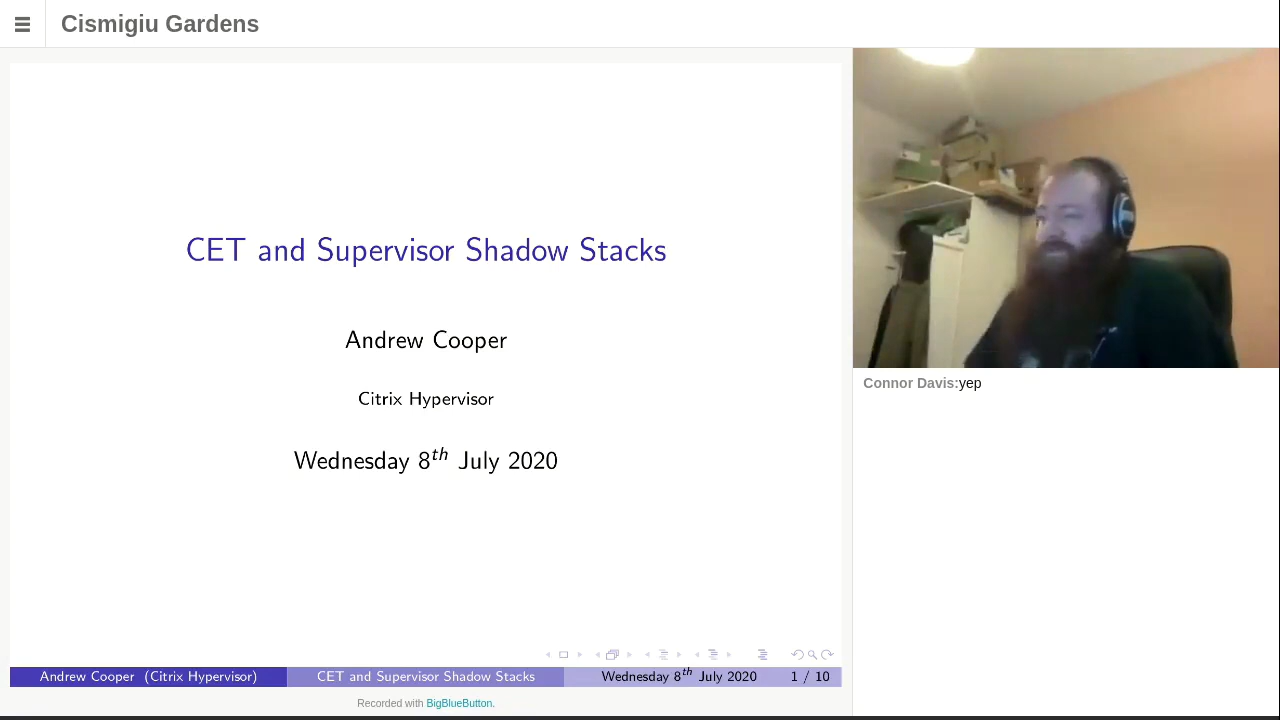 Cismigiu Gardens
CET and Supervisor Shadow Stacks
Andrew Cooper
Citrix Hypervisor
Wednesday 8th July 2020
Connor Davis:yep
Andrew Cooper (Citrix Hypervisor)
CET and Supervisor Shadow Stacks
Wednesday 8th July 2020
1 / 10
Recorded with BigBlueButton.